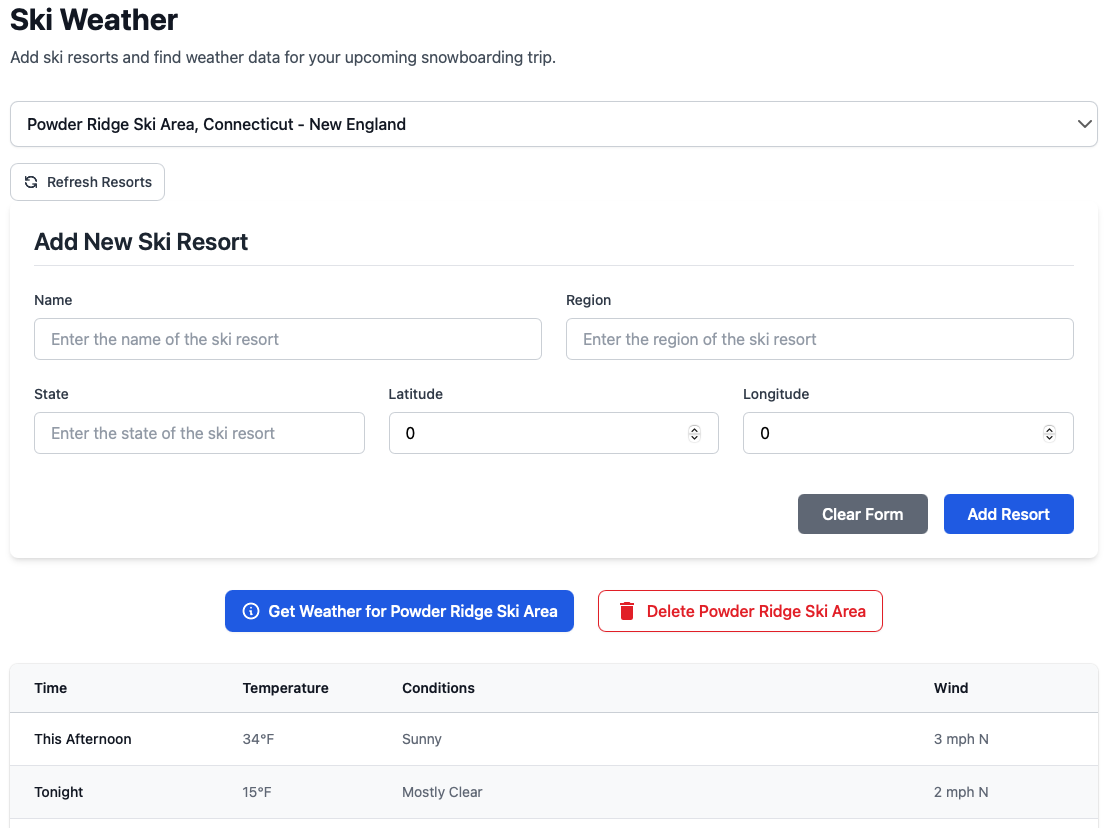 Ski Weather
Add ski resorts and find weather data for your upcoming snowboarding trip.
Powder Ridge Ski Area, Connecticut - New England
Refresh Resorts
Add New Ski Resort
Name Region
Enter the name of the ski resort Enter the region of the ski resort
State Latitude Longitude
Enter the state of the ski resort 0 0
Clear Form Add Resort
Get Weather for Powder Ridge Ski Area Delete Powder Ridge Ski Area
Time Temperature Conditions Wind
This Afternoon 34°F Sunny 3 mph N
Tonight 15°F Mostly Clear 2 mph N